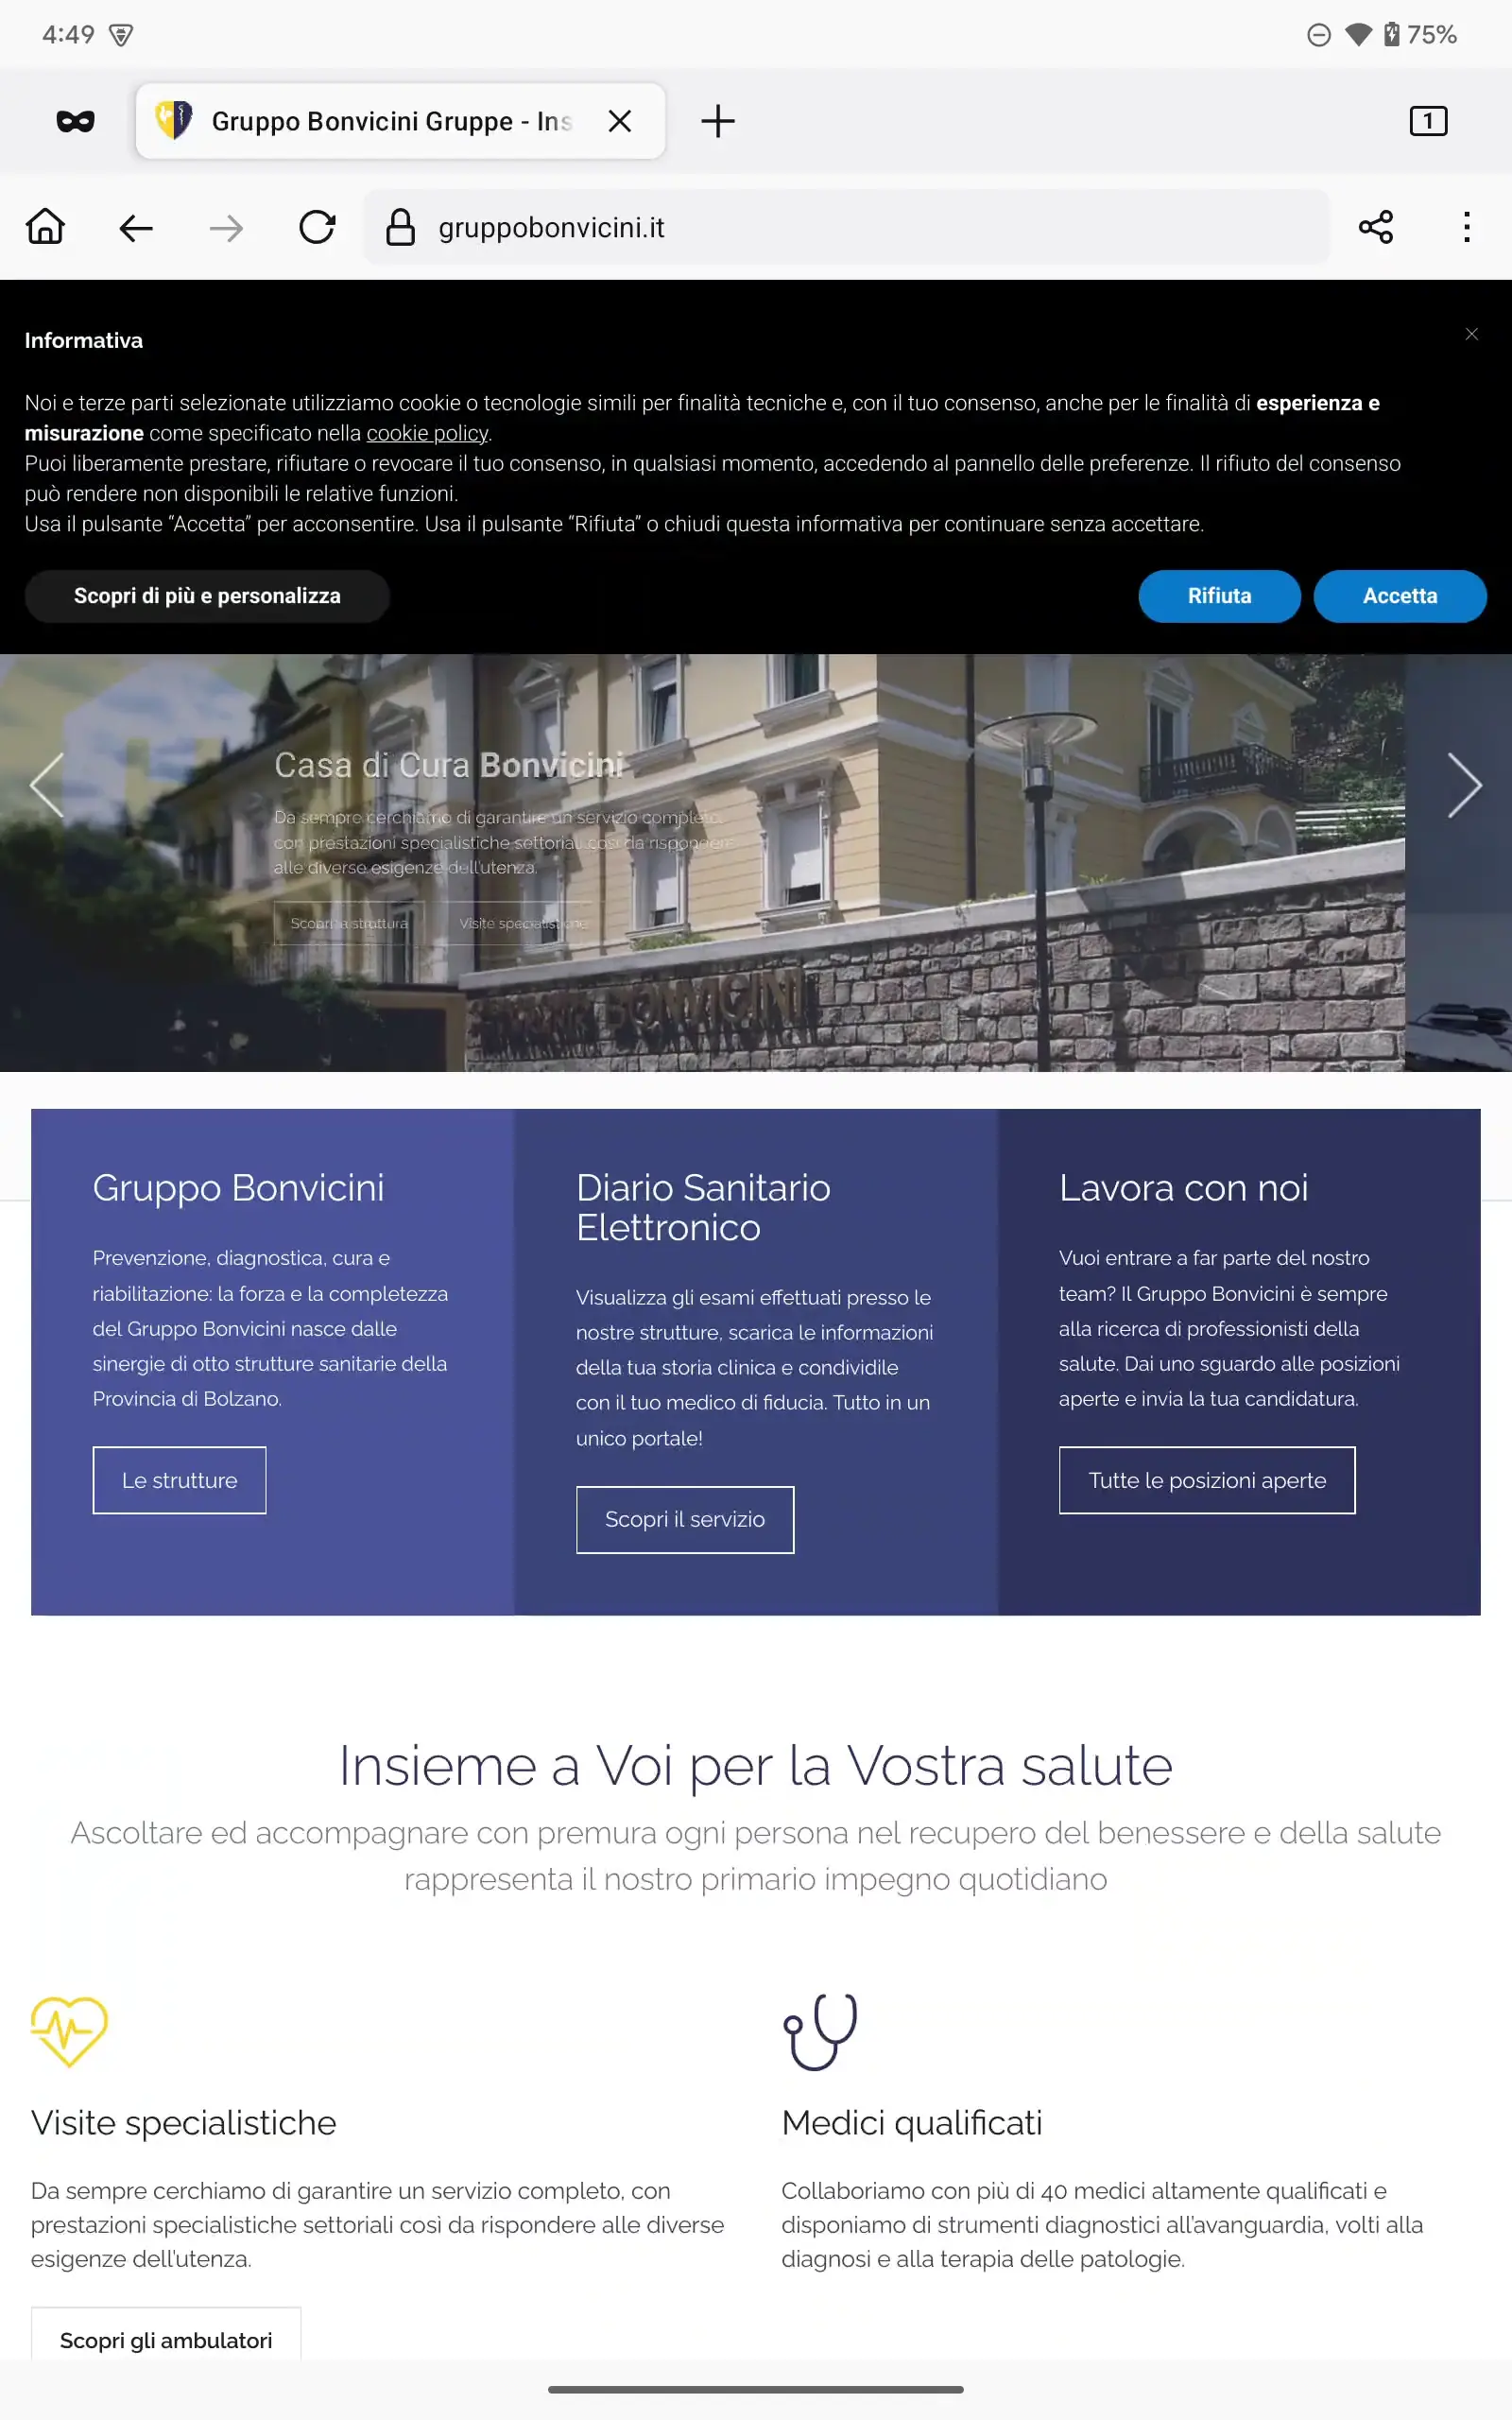 4:49
75%
Gruppo Bonvicini Gruppe - Ins
1
gruppobonvicini.it
Informativa
Noi e terze parti selezionate utilizziamo cookie o tecnologie simili per finalità tecniche e, con il tuo consenso, anche per le finalità di esperienza e
misurazione come specificato nella cookie policy.
Puoi liberamente prestare, rifiutare o revocare il tuo consenso, in qualsiasi momento, accedendo al pannello delle preferenze. Il rifiuto del consenso
può rendere non disponibili le relative funzioni.
Usa il pulsante “Accetta” per acconsentire. Usa il pulsante “Rifiuta” o chiudi questa informativa per continuare senza accettare.
Scopri di più e personalizza
Rifiuta
Accetta
Casa di Cura Bonvicini
Da sempre cerchiamo di garantire un servizio completo,
con prestazioni specialistiche settoriali così da rispondere
alle diverse esigenze dell'utenza.
Scopri la struttura
Visite specialistiche
BONVICINI
Gruppo Bonvicini
Prevenzione, diagnostica, cura e
riabilitazione: la forza e la completezza
del Gruppo Bonvicini nasce dalle
sinergie di otto strutture sanitarie della
Provincia di Bolzano.
Le strutture
Diario Sanitario
Elettronico
Visualizza gli esami effettuati presso le
nostre strutture, scarica le informazioni
della tua storia clinica e condividile
con il tuo medico di fiducia. Tutto in un
unico portale!
Scopri il servizio
Lavora con noi
Vuoi entrare a far parte del nostro
team? Il Gruppo Bonvicini è sempre
alla ricerca di professionisti della
salute. Dai uno sguardo alle posizioni
aperte e invia la tua candidatura.
Tutte le posizioni aperte
Insieme a Voi per la Vostra salute
Ascoltare ed accompagnare con premura ogni persona nel recupero del benessere e della salute
rappresenta il nostro primario impegno quotidiano
Visite specialistiche
Da sempre cerchiamo di garantire un servizio completo, con
prestazioni specialistiche settoriali così da rispondere alle diverse
esigenze dell'utenza.
Scopri gli ambulatori
Medici qualificati
Collaboriamo con più di 40 medici altamente qualificati e
disponiamo di strumenti diagnostici all'avanguardia, volti alla
diagnosi e alla terapia delle patologie.